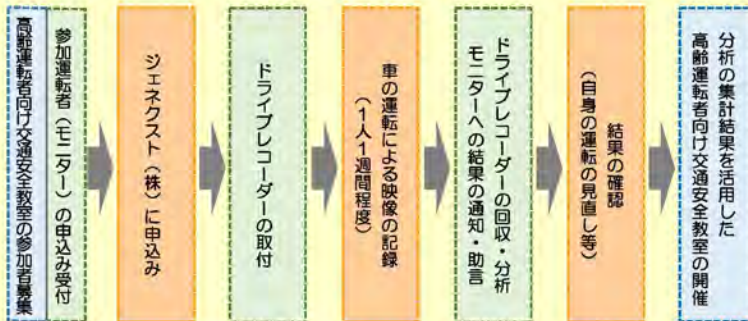 高齢運転者向け交通安全教室の参加者募集
参加運転者（モニター）の申込み受付
ジェネクスト（株）に申込み
ドライブレコーダーの取付
車の運転による映像の記録
（１人１週間程度）
ドライブレコーダーの回収・分析
モニターへの結果の通知・助言
結果の確認
（自身の運転の見直し等）
分析の集計結果を活用した
高齢運転者向け交通安全教室の開催